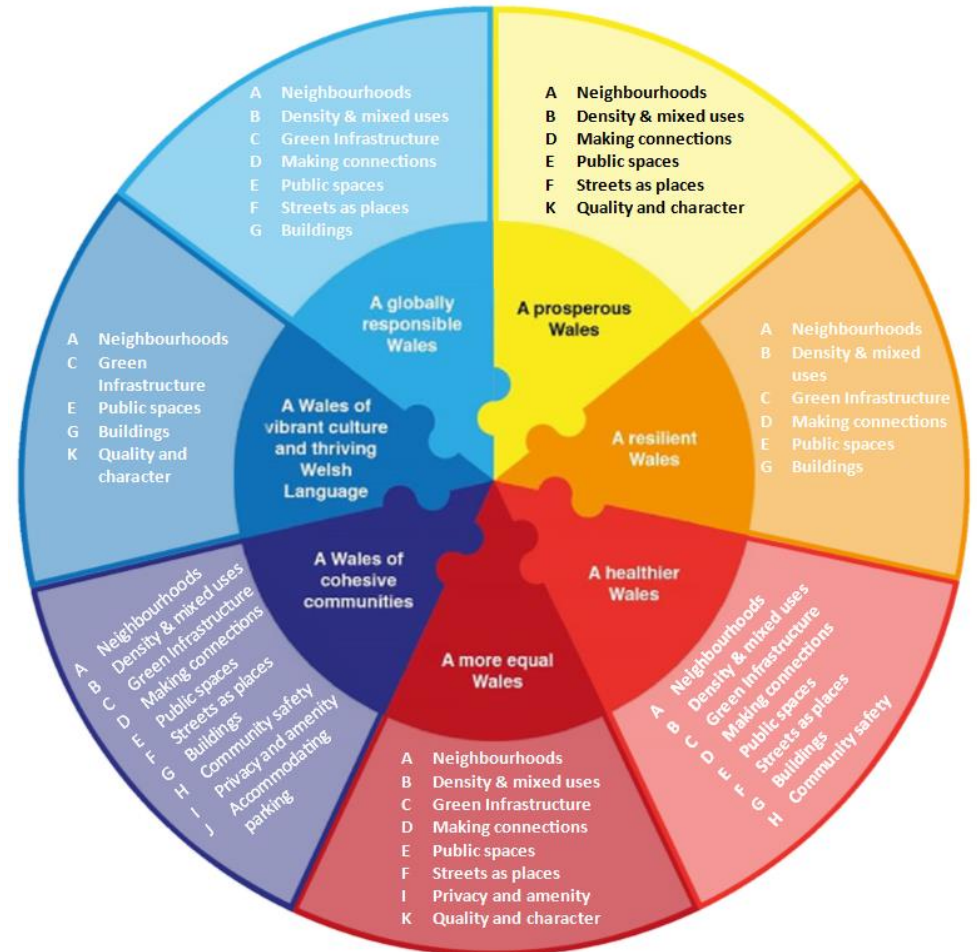 A Neighbourhoods
B Density & mixed uses
C Green Infrastructure
D Making connections
E Public spaces
F Streets as places
G Buildings
A globally
responsible
Wales
A Neighbourhoods
B Density & mixed uses
D Making connections
E Public spaces
F Streets as places
K Quality and character
A prosperous
Wales
A Neighbourhoods
B Density & mixed
uses
C Green Infrastructure
D Making connections
E Public spaces
G Buildings
A resilient
Wales
A Neighbourhoods
B Density & mixed uses
C Green Infrastructure
D Making connections
E Public spaces
F Streets as places
G Buildings
H Community safety
A healthier
Wales
A more equal
Wales
A Neighbourhoods
B Density & mixed uses
C Green Infrastructure
D Making connections
E Public spaces
F Streets as places
I Privacy and amenity
K Quality and character
A Wales of
cohesive
communities
A Neighbourhoods
B Density & mixed uses
C Green Infrastructure
D Making connections
E Public spaces
F Streets as places
G Buildings
H Community safety
I Privacy and amenity
J Accommodating
parking
A Wales of
vibrant culture
and thriving
Welsh
Language
A Neighbourhoods
C Green
Infrastructure
E Public spaces
G Buildings
K Quality and
character